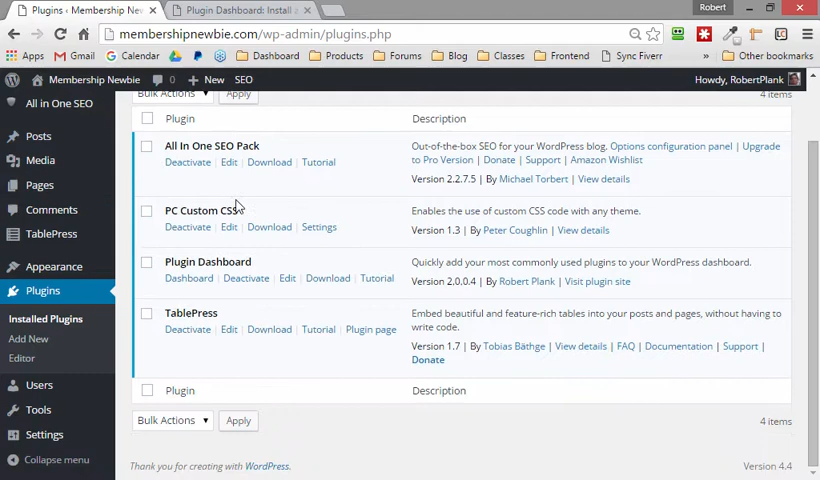 Robert
Plugins ‹ Membership New
Plugin Dashboard: Install a
membershipnewbie.com/wp-admin/plugins.php
Apps Gmail Calendar Dashboard Products Forums Blog Classes Frontend Sync Fiverr Other bookmarks
Membership Newbie 0 New SEO Howdy, RobertPlank
All in One SEO
Posts
Media
Pages
Comments
TablePress
Appearance
Plugins
Installed Plugins
Add New
Editor
Users
Tools
Settings
Collapse menu
Bulk Actions Apply 4 items
Plugin Description
All In One SEO Pack
Deactivate | Edit | Download | Tutorial
Out-of-the-box SEO for your WordPress blog. Options configuration panel | Upgrade
to Pro Version | Donate | Support | Amazon Wishlist
Version 2.2.7.5 | By Michael Torbert | View details
PC Custom CSS
Deactivate | Edit | Download | Settings
Enables the use of custom CSS code with any theme.
Version 1.3 | By Peter Coughlin | View details
Plugin Dashboard
Dashboard | Deactivate | Edit | Download | Tutorial
Quickly add your most commonly used plugins to your WordPress dashboard.
Version 2.0.0.4 | By Robert Plank | Visit plugin site
TablePress
Deactivate | Edit | Download | Tutorial | Plugin page
Embed beautiful and feature-rich tables into your posts and pages, without having to
write code.
Version 1.7 | By Tobias Bäthge | View details | FAQ | Documentation | Support |
Donate
Plugin Description
Bulk Actions Apply 4 items
Thank you for creating with WordPress. Version 4.4